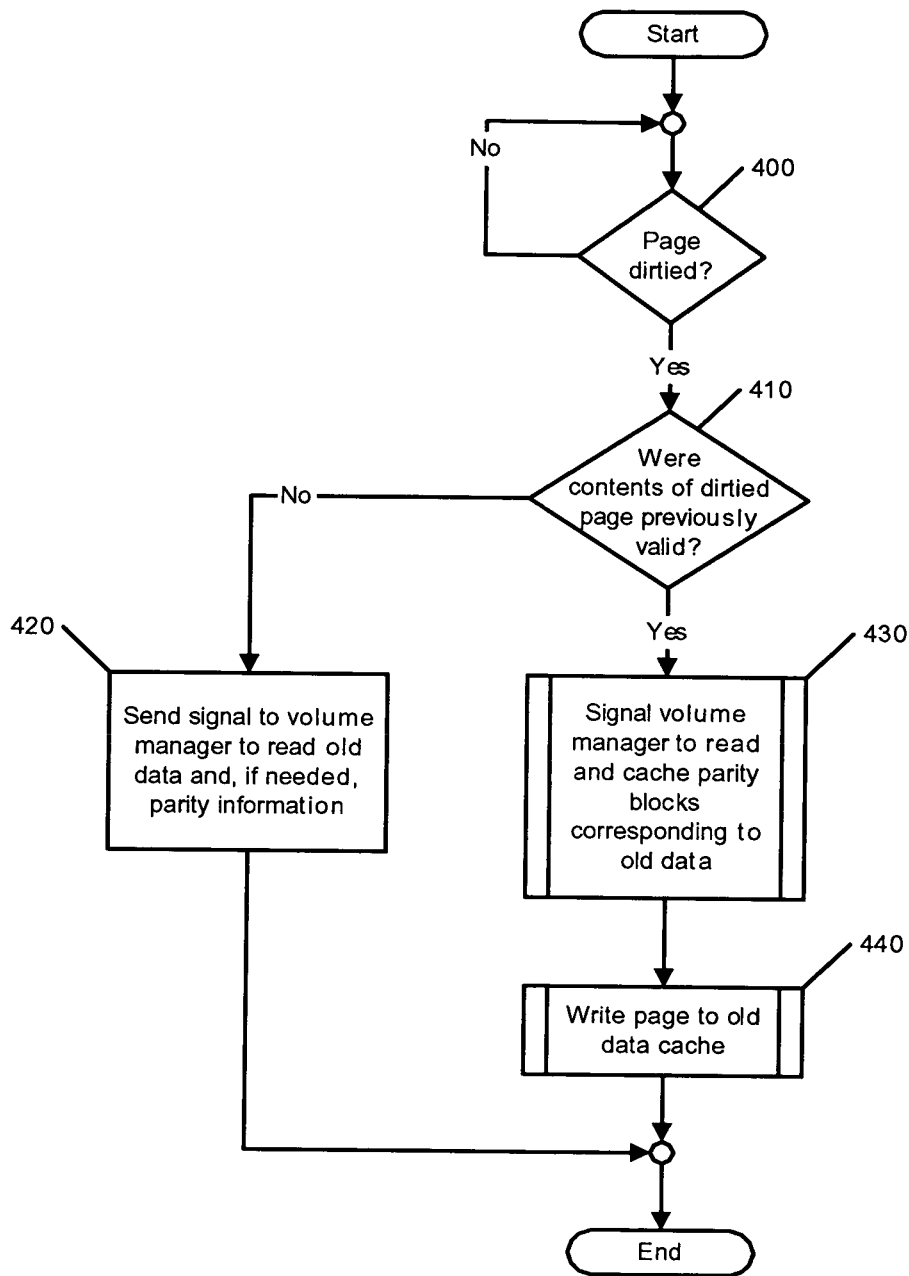 Start
No
400
Page
dirtied?
Yes
410
Were
contents of dirtied
page previously
valid?
No
Yes
420
430
Send signal to volume
manager to read old
data and, if needed,
parity information
Signal volume
manager to read
and cache parity
blocks
corresponding to
old data
440
Write page to old
data cache
End